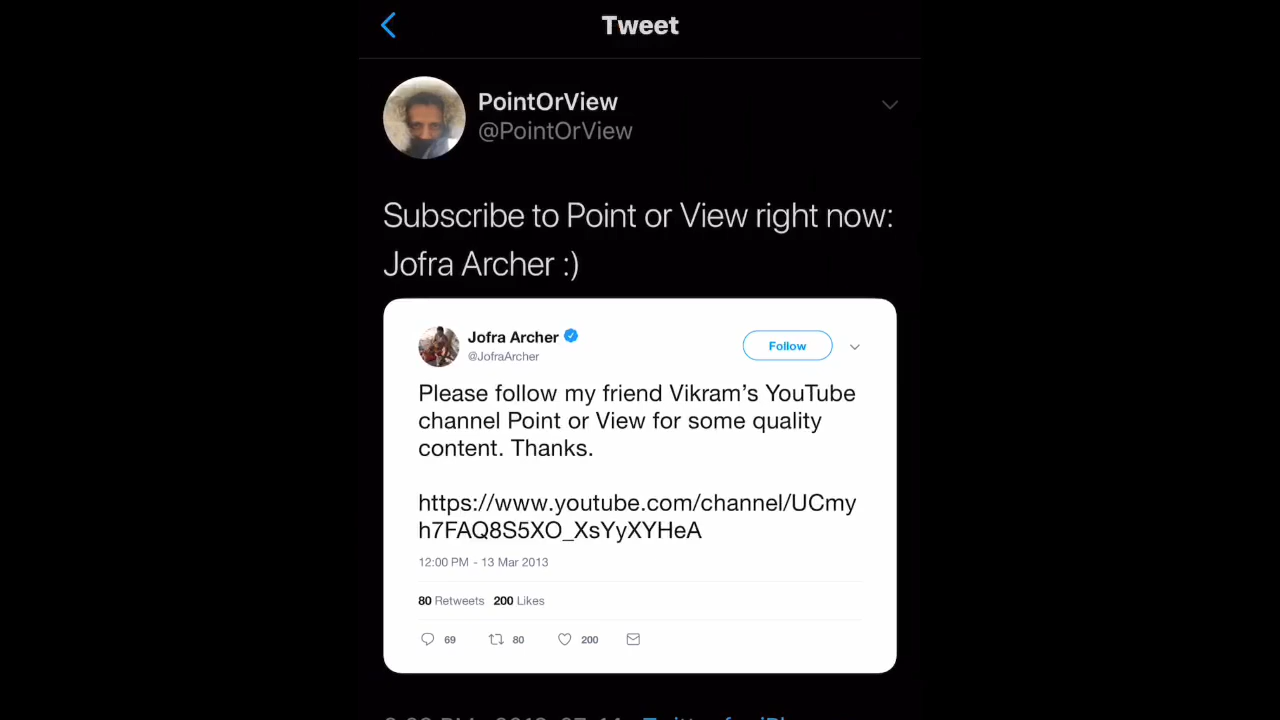 Tweet
PointOrView
@PointOrView
Subscribe to Point or View right now:
Jofra Archer :)
Jofra Archer
@JofraArcher
Follow
Please follow my friend Vikram’s YouTube
channel Point or View for some quality
content. Thanks.
https://www.youtube.com/channel/UCmy
h7FAQ8S5XO_XsYyXYHeA
12:00 PM - 13 Mar 2013
80 Retweets 200 Likes
69 80 200